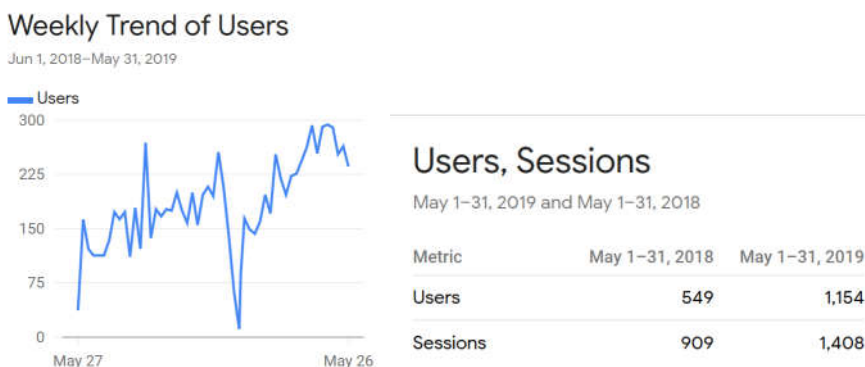 Weekly Trend of Users
Jun 1, 2018–May 31, 2019
Users
300
225
150
75
0
May 27 May 26
Users, Sessions
May 1–31, 2019 and May 1–31, 2018
Metric May 1–31, 2018 May 1–31, 2019
Users 549 1,154
Sessions 909 1,408